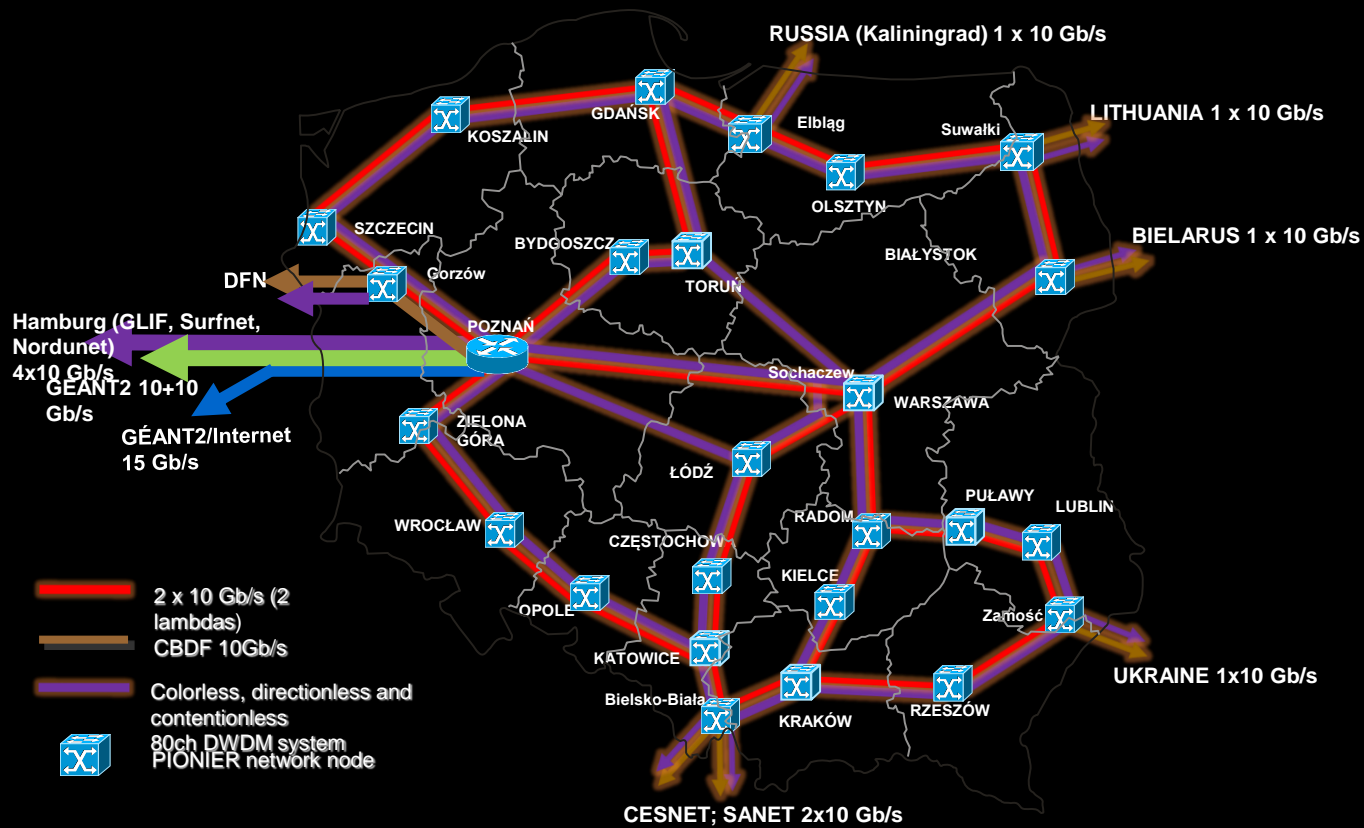 RUSSIA (Kaliningrad) 1 x 10 Gb/s
GDAŃSK
KOSZALIN
Elbląg
Suwałki
LITHUANIA 1 x 10 Gb/s
OLSZTYN
SZCZECIN
BYDGOSZCZ
BIAŁYSTOK
BIELARUS 1 x 10 Gb/s
DFN
Gorzów
TORUŃ
Hamburg (GLIF, Surfnet,
Nordunet)
4x10 Gb/s
POZNAŃ
GÉANT2 10+10
Gb/s
Sochaczew
WARSZAWA
GÉANT2/Internet
15 Gb/s
ZIELONA
GÓRA
ŁÓDŹ
WROCŁAW
CZĘSTOCHOW
RADOM
PUŁAWY
LUBLIN
KIELCE
OPOLE
Zamość
KATOWICE
Bielsko-Biała
KRAKÓW
RZESZÓW
UKRAINE 1x10 Gb/s
2 x 10 Gb/s (2
lambdas)
CBDF 10Gb/s
Colorless, directionless and
contentionless
80ch DWDM system
PIONIER network node
CESNET; SANET 2x10 Gb/s